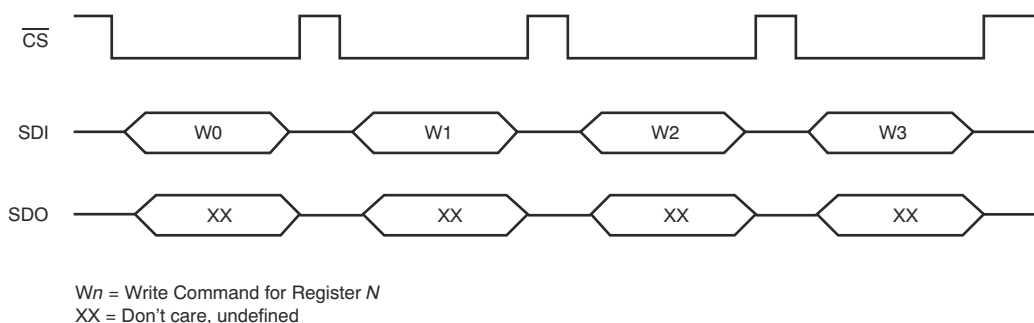 CS
SDI W0 W1 W2 W3
SDO XX XX XX XX
Wn = Write Command for Register N
XX = Don't care, undefined